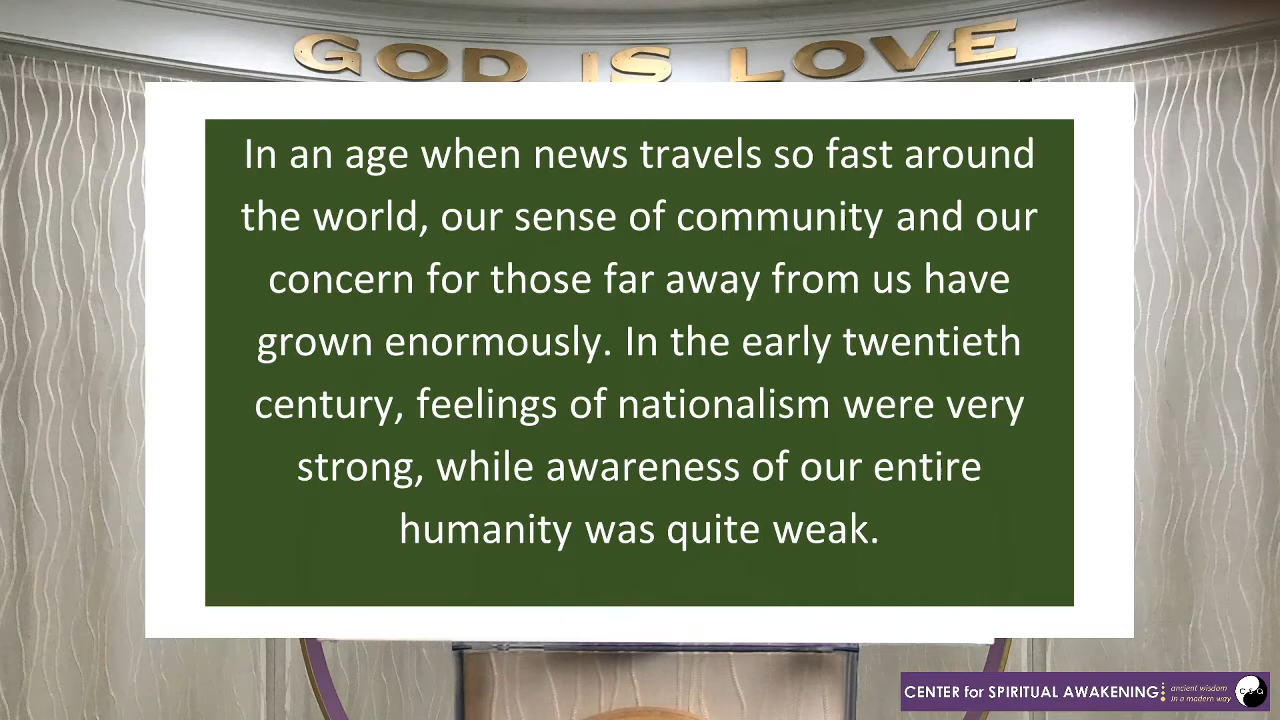 GOD IS LOVE
In an age when news travels so fast around
the world, our sense of community and our
concern for those far away from us have
grown enormously. In the early twentieth
century, feelings of nationalism were very
strong, while awareness of our entire
humanity was quite weak.
CENTER for SPIRITUAL AWAKENING
ancient wisdom
in a modern way
CSA